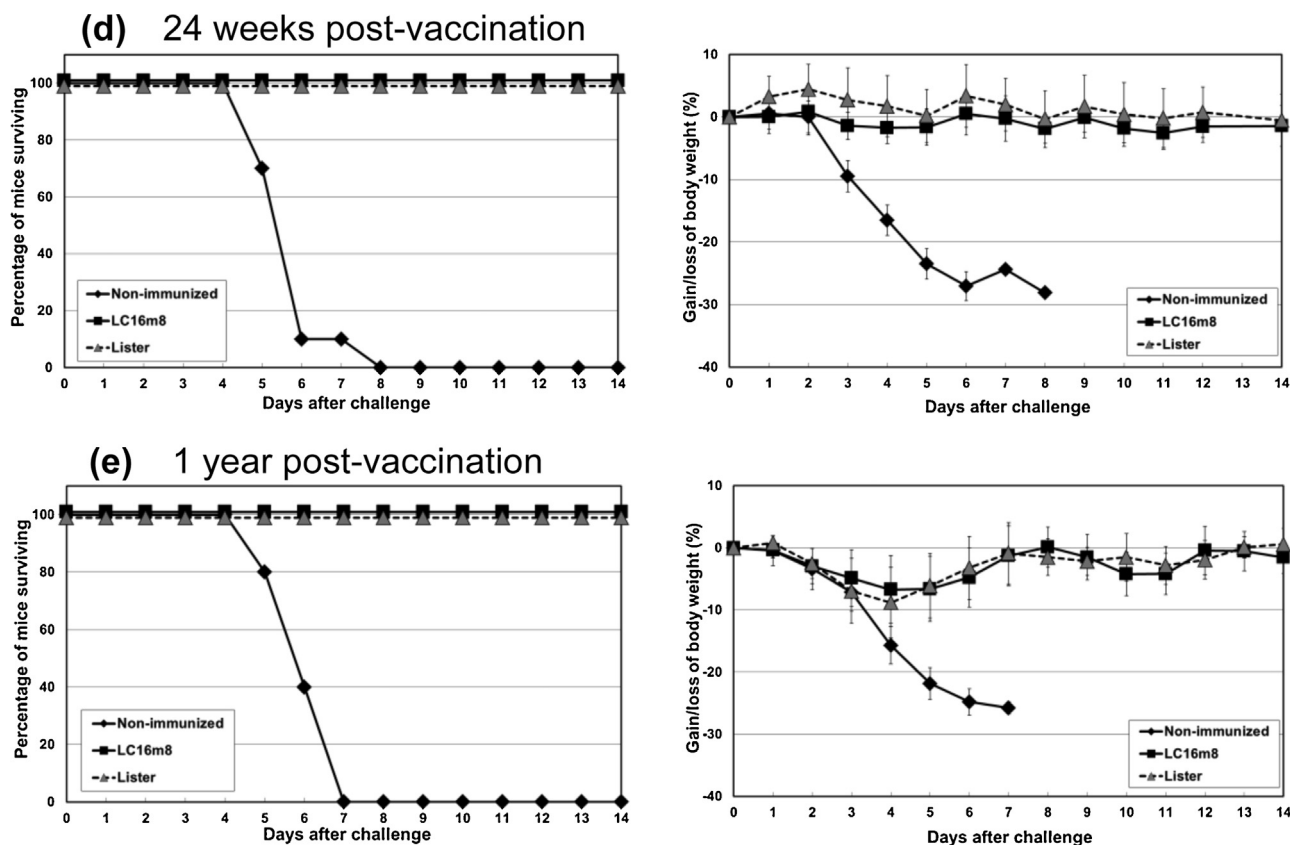 (d) 24 weeks post-vaccination
Percentage of mice surviving
100
80
60
40
20
0
Non-immunized
LC16m8
Lister
0 1 2 3 4 5 6 7 8 9 10 11 12 13 14
Days after challenge
Gain/loss of body weight (%)
10
0
-10
-20
-30
-40
Non-immunized
LC16m8
Lister
0 1 2 3 4 5 6 7 8 9 10 11 12 13 14
Days after challenge
(e) 1 year post-vaccination
Percentage of mice surviving
100
80
60
40
20
0
Non-immunized
LC16m8
Lister
0 1 2 3 4 5 6 7 8 9 10 11 12 13 14
Days after challenge
Gain/loss of body weight (%)
10
0
-10
-20
-30
-40
Non-immunized
LC16m8
Lister
0 1 2 3 4 5 6 7 8 9 10 11 12 13 14
Days after challenge